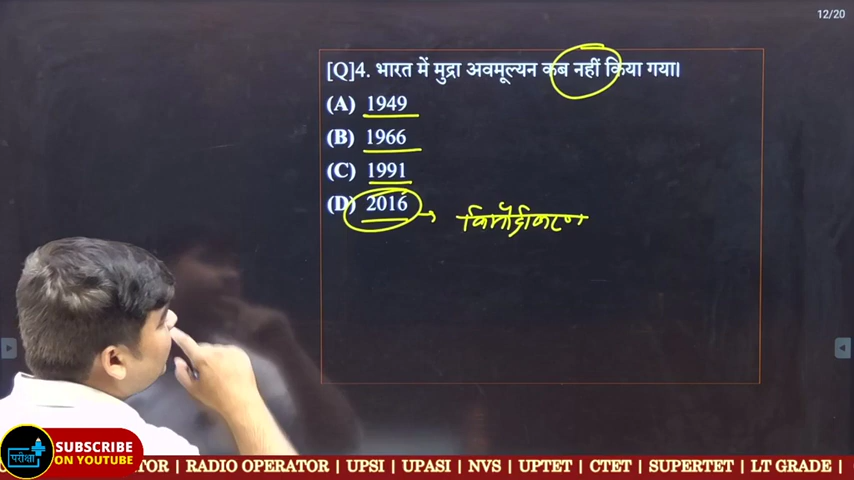 12/20
[Q]4. भारत में मुद्रा अवमूल्यन कब नहीं किया गया।
(A) 1949
(B) 1966
(C) 1991
(D) 2016 →
परीक्षा
SUBSCRIBE
ON YOUTUBE
TOR | RADIO OPERATOR | UPSI | UPASI | NVS | UPTET | CTET | SUPERTET | LT GRADE |